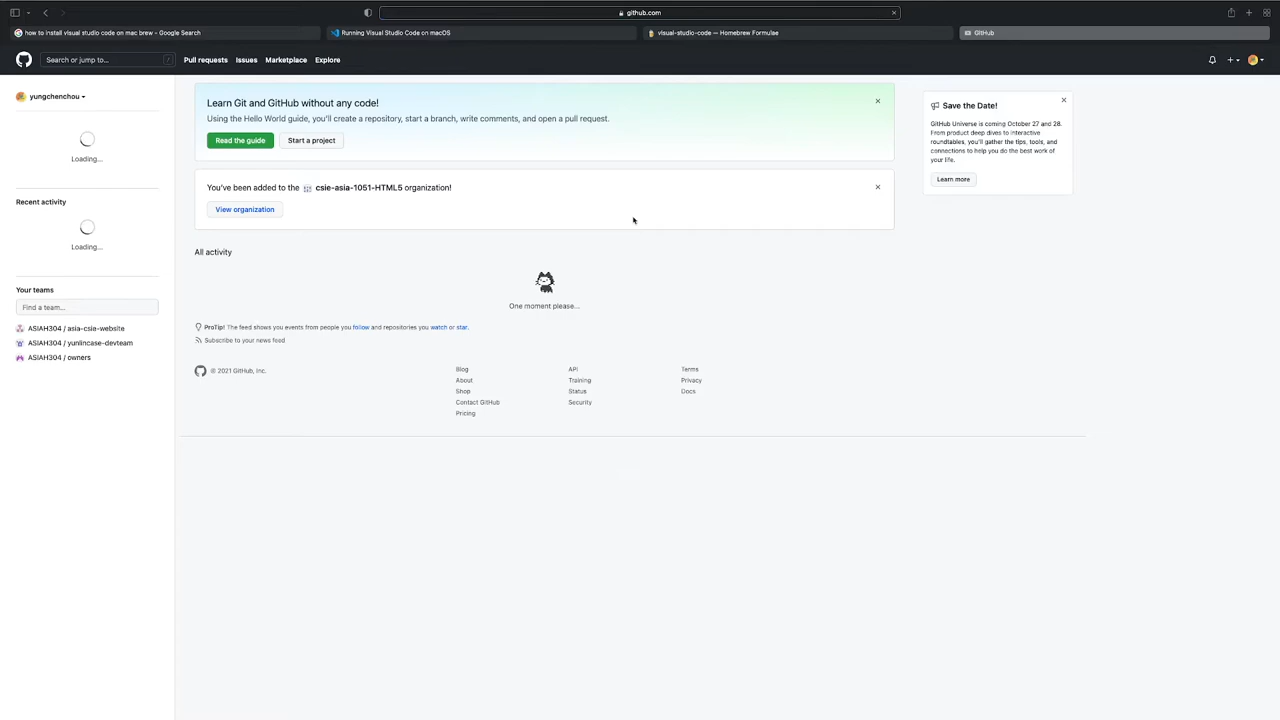 github.com
how to install visual studio code on mac brew - Google Search
Running Visual Studio Code on macOS
visual-studio-code — Homebrew Formulae
GitHub
Search or jump to...
/
Pull requests
Issues
Marketplace
Explore
yungchenchou
Loading...
Recent activity
Loading...
Your teams
Find a team...
ASIAH304 / asia-csie-website
ASIAH304 / yunlincase-devteam
ASIAH304 / owners
Learn Git and GitHub without any code!
Using the Hello World guide, you'll create a repository, start a branch, write comments, and open a pull request.
Read the guide
Start a project
You've been added to the csie-asia-1051-HTML5 organization!
View organization
All activity
One moment please...
ProTip! The feed shows you events from people you follow and repositories you watch or star.
Subscribe to your news feed
© 2021 GitHub, Inc.
Blog
About
Shop
Contact GitHub
Pricing
API
Training
Status
Security
Terms
Privacy
Docs
Save the Date!
GitHub Universe is coming October 27 and 28.
From product deep dives to interactive
roundtables, you'll gather the tips, tools, and
connections to help you do the best work of
your life.
Learn more